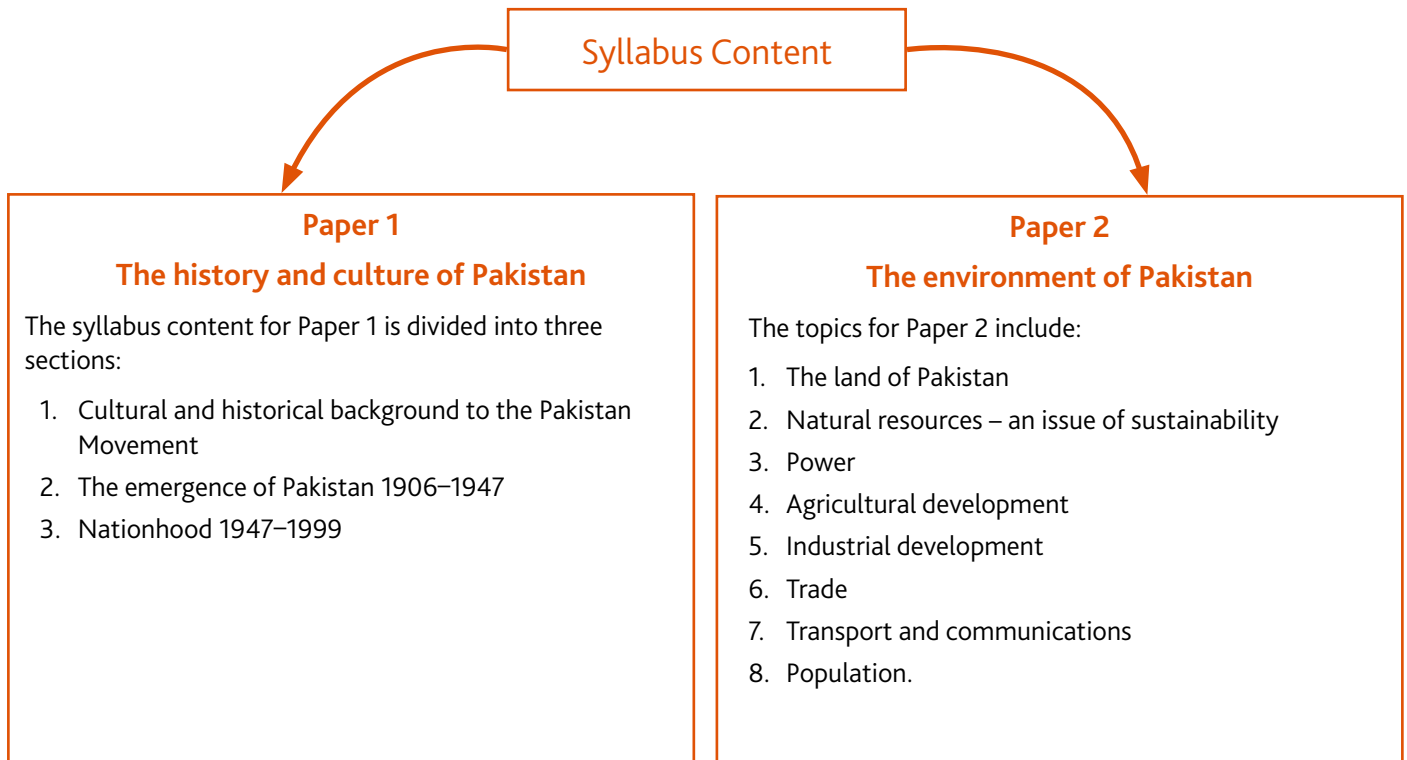 Syllabus Content
Paper 1
The history and culture of Pakistan
The syllabus content for Paper 1 is divided into three
sections:
1. Cultural and historical background to the Pakistan
Movement
2. The emergence of Pakistan 1906–1947
3. Nationhood 1947–1999
Paper 2
The environment of Pakistan
The topics for Paper 2 include:
1. The land of Pakistan
2. Natural resources – an issue of sustainability
3. Power
4. Agricultural development
5. Industrial development
6. Trade
7. Transport and communications
8. Population.